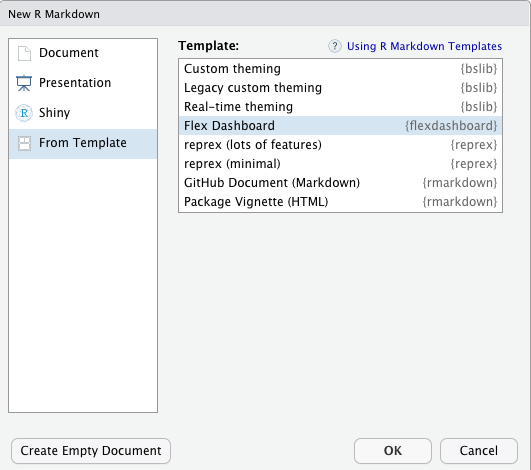 New R Markdown
Document
Presentation
R Shiny
From Template
Template: ? Using R Markdown Templates
Custom theming {bslib}
Legacy custom theming {bslib}
Real-time theming {bslib}
Flex Dashboard {flexdashboard}
reprex (lots of features) {reprex}
reprex (minimal) {reprex}
GitHub Document (Markdown) {rmarkdown}
Package Vignette (HTML) {rmarkdown}
Create Empty Document OK Cancel